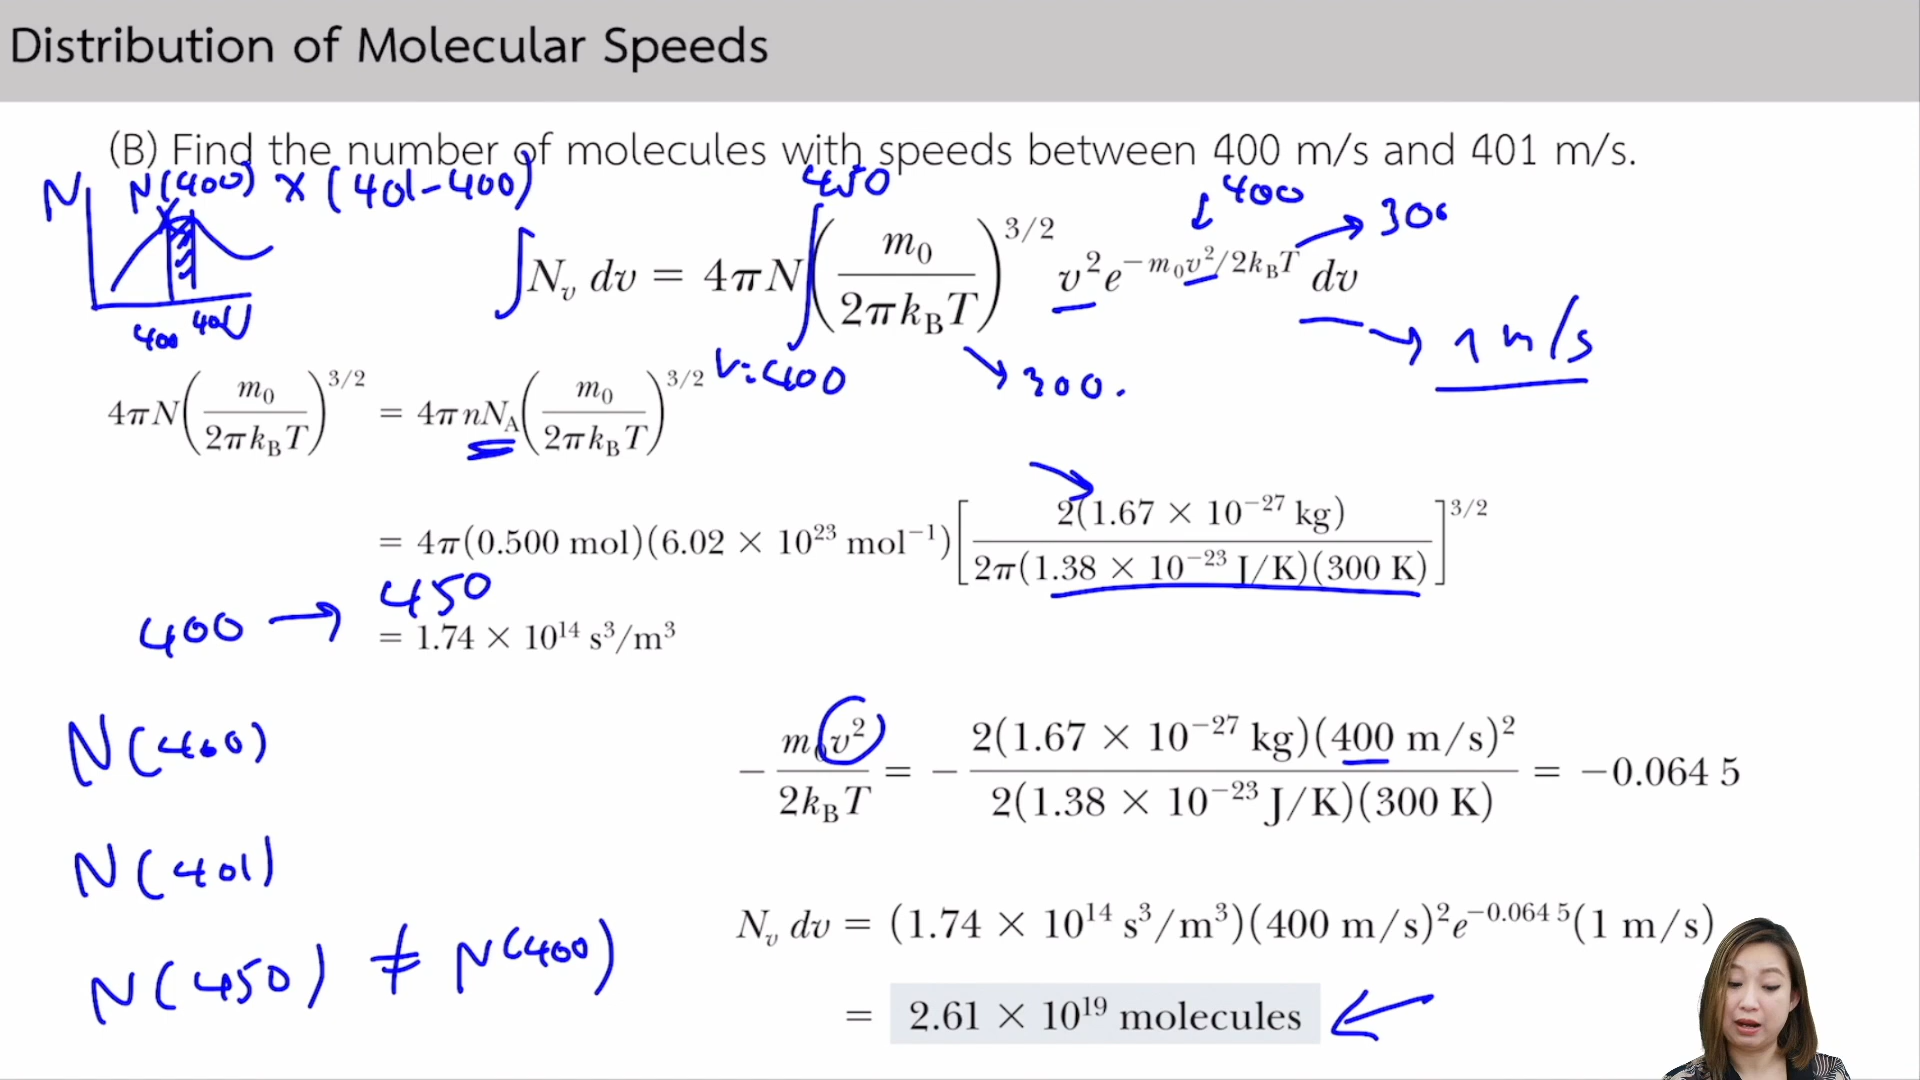 Distribution of Molecular Speeds
(B) Find the number of molecules with speeds between 400 m/s and 401 m/s.
N N(400) × (401-400) 450 400 300
∫N_v dv = 4πN∫(m₀/2πk_BT)^{3/2} v²e^{−m₀v²/2k_BT} dv
400 401 V=400 300. → 1 m/s
4πN(m₀/2πk_BT)^{3/2} = 4πnN_A(m₀/2πk_BT)^{3/2}
= 4π(0.500 mol)(6.02 × 10²³ mol⁻¹)[2(1.67 × 10⁻²⁷ kg)/2π(1.38 × 10⁻²³ J/K)(300 K)]^{3/2}
400 → 450
= 1.74 × 10¹⁴ s³/m³
N(400)
−m₀v²/2k_BT = −2(1.67 × 10⁻²⁷ kg)(400 m/s)²/2(1.38 × 10⁻²³ J/K)(300 K) = −0.064 5
N(401)
N_v dv = (1.74 × 10¹⁴ s³/m³)(400 m/s)²e^{−0.064 5}(1 m/s)
N(450) ≠ N(400)
= 2.61 × 10¹⁹ molecules